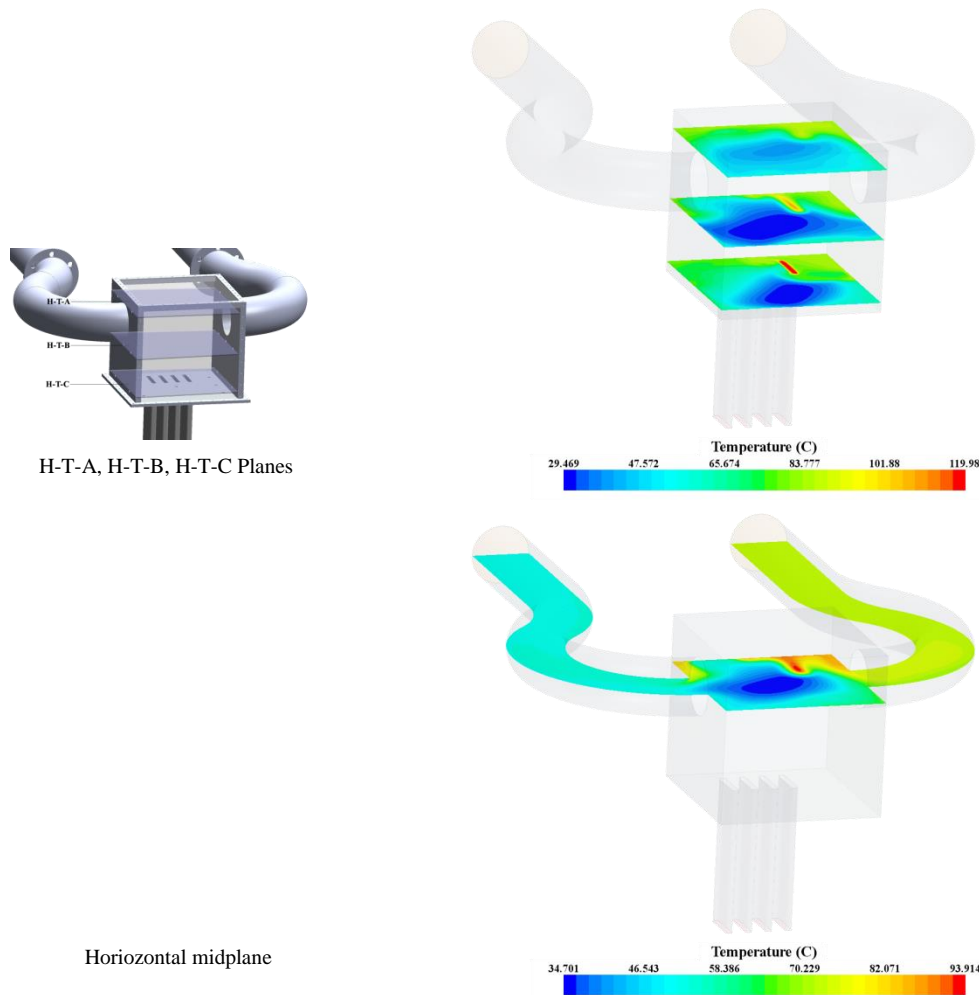 H-T-A
H-T-B
H-T-C
H-T-A, H-T-B, H-T-C Planes
Temperature (C)
29.469 47.572 65.674 83.777 101.88 119.98
Horiozontal midplane
Temperature (C)
34.701 46.543 58.386 70.229 82.071 93.914